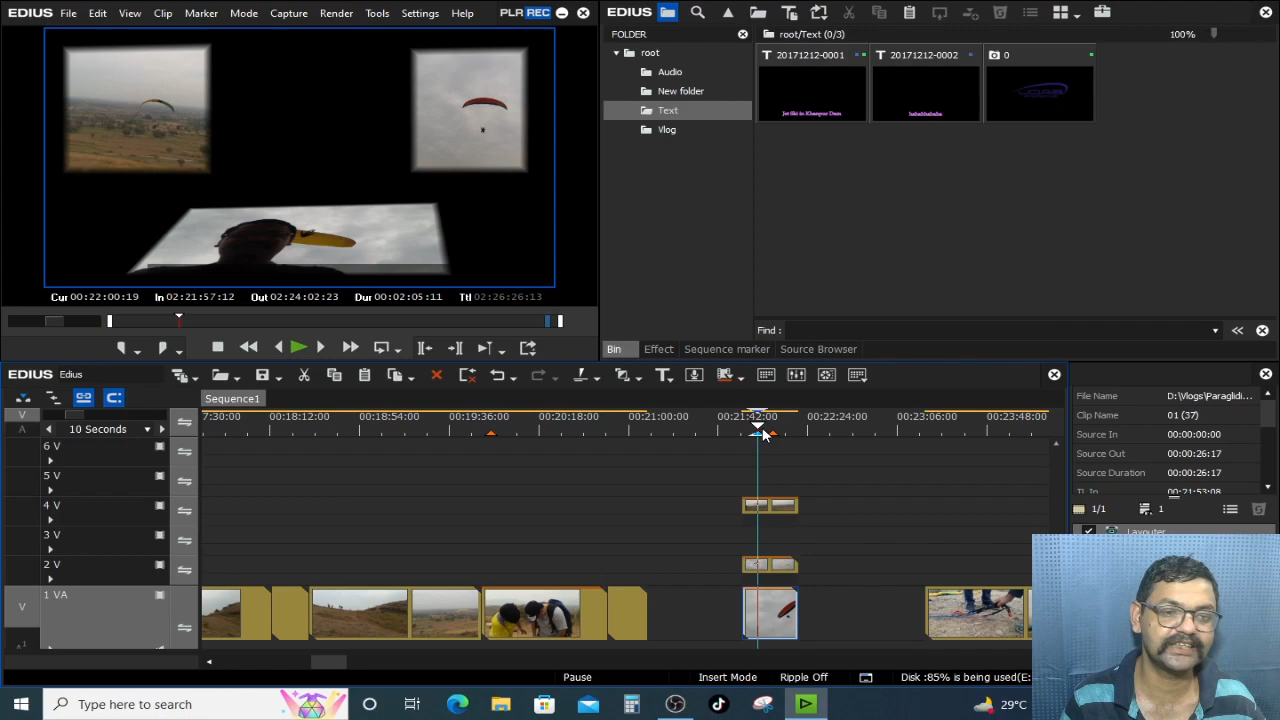 EDIUS File Edit View Clip Marker Mode Capture Render Tools Settings Help PLR REC
Cur 00:22:00:19 In 02:21:57:12 Out 02:24:02:23 Dur 00:02:05:11 Ttl 02:26:26:13
EDIUS
FOLDER
root
Audio
New folder
Text
Vlog
root/Text (0/3) 100%
T 20171212-0001 T 20171212-0002 0
Jet Ski in Khanpur Dam
hahahhahaha
Find :
Bin Effect Sequence marker Source Browser
EDIUS Edius
Sequence1
V
A
10 Seconds
7:30:00 00:18:12:00 00:18:54:00 00:19:36:00 00:20:18:00 00:21:00:00 00:21:42:00 00:22:24:00 00:23:06:00 00:23:48:00
6 V
5 V
4 V
3 V
2 V
1 VA
V
File Name D:\Vlogs\Paraglidi...
Clip Name 01 (37)
Source In 00:00:00:00
Source Out 00:00:26:17
Source Duration 00:00:26:17
TL In 00:21:53:08
1/1 1
Layouter
Pause Insert Mode Ripple Off Disk :85% is being used(E:
Type here to search
29°C